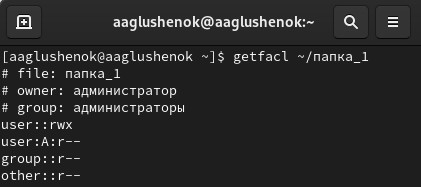 aaglushenok@aaglushenok:~
[aaglushenok@aaglushenok ~]$ getfacl ~/папка_1
# file: папка_1
# owner: администратор
# group: администраторы
user::rwx
user:A:r--
group::r--
other::r--